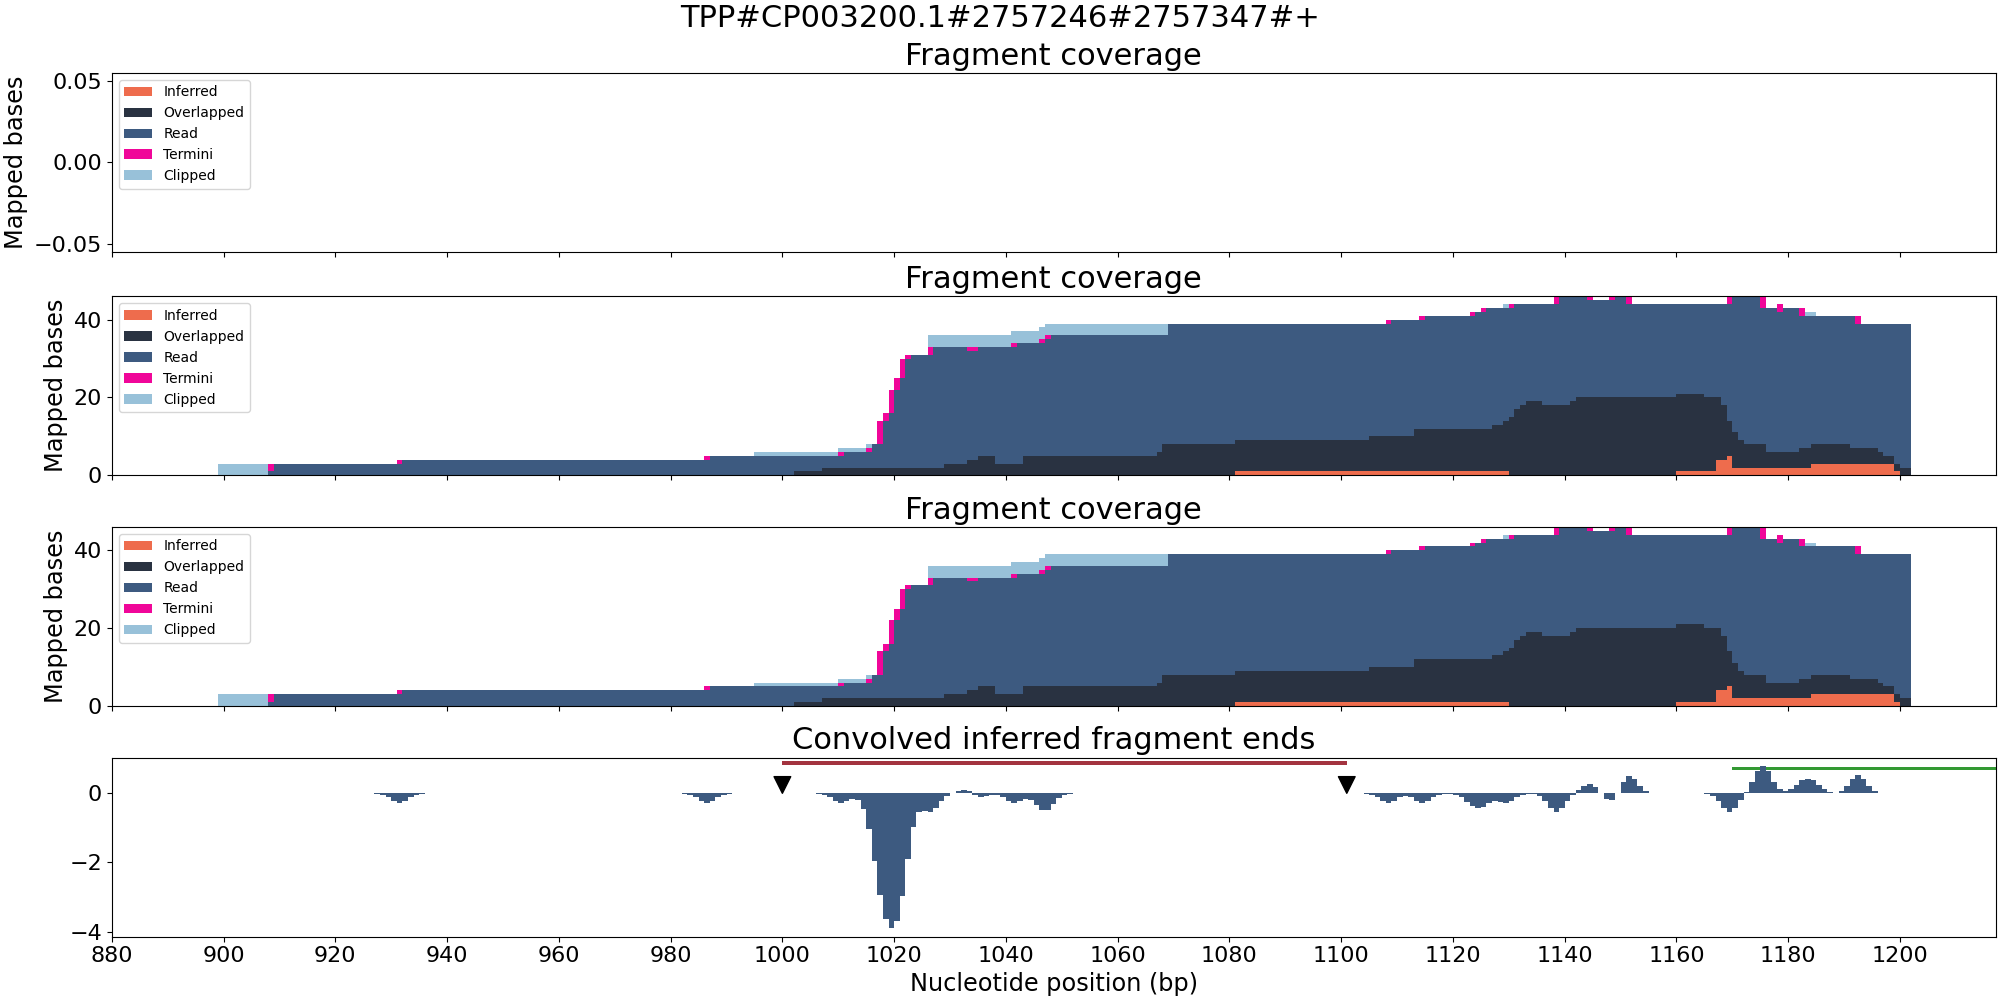 TPP#CP003200.1#2757246#2757347#+
Fragment coverage
Mapped bases
0.05
0.00
−0.05
Inferred
Overlapped
Read
Termini
Clipped
Fragment coverage
Mapped bases
40
20
0
Inferred
Overlapped
Read
Termini
Clipped
Fragment coverage
Mapped bases
40
20
0
Inferred
Overlapped
Read
Termini
Clipped
Convolved inferred fragment ends
0
−2
−4
880 900 920 940 960 980 1000 1020 1040 1060 1080 1100 1120 1140 1160 1180 1200
Nucleotide position (bp)